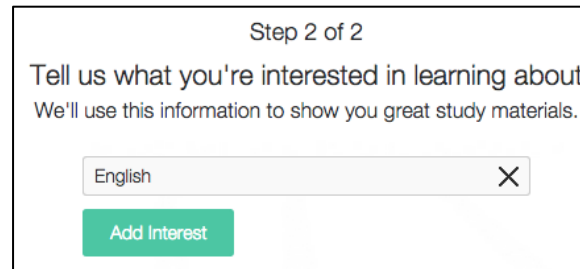 Step 2 of 2
Tell us what you're interested in learning about
We'll use this information to show you great study materials.
English
Add Interest